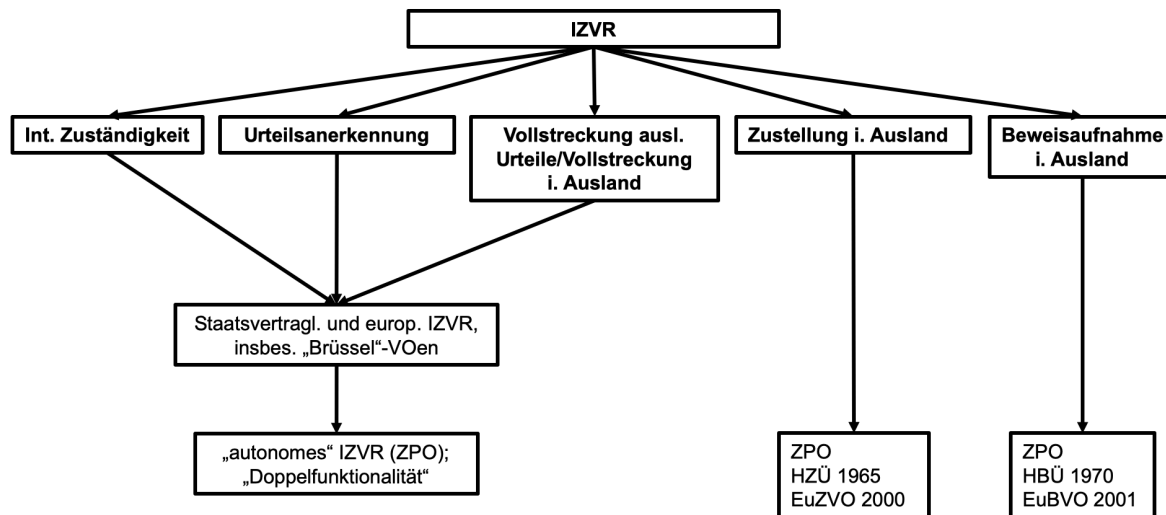 IZVR
Int. Zuständigkeit
Urteilsanerkennung
Vollstreckung ausl.
Urteile/Vollstreckung
i. Ausland
Zustellung i. Ausland
Beweisaufnahme
i. Ausland
Staatsvertragl. und europ. IZVR,
insbes. „Brüssel“-VOen
„autonomes“ IZVR (ZPO);
„Doppelfunktionalität“
ZPO
HZÜ 1965
EuZVO 2000
ZPO
HBÜ 1970
EuBVO 2001